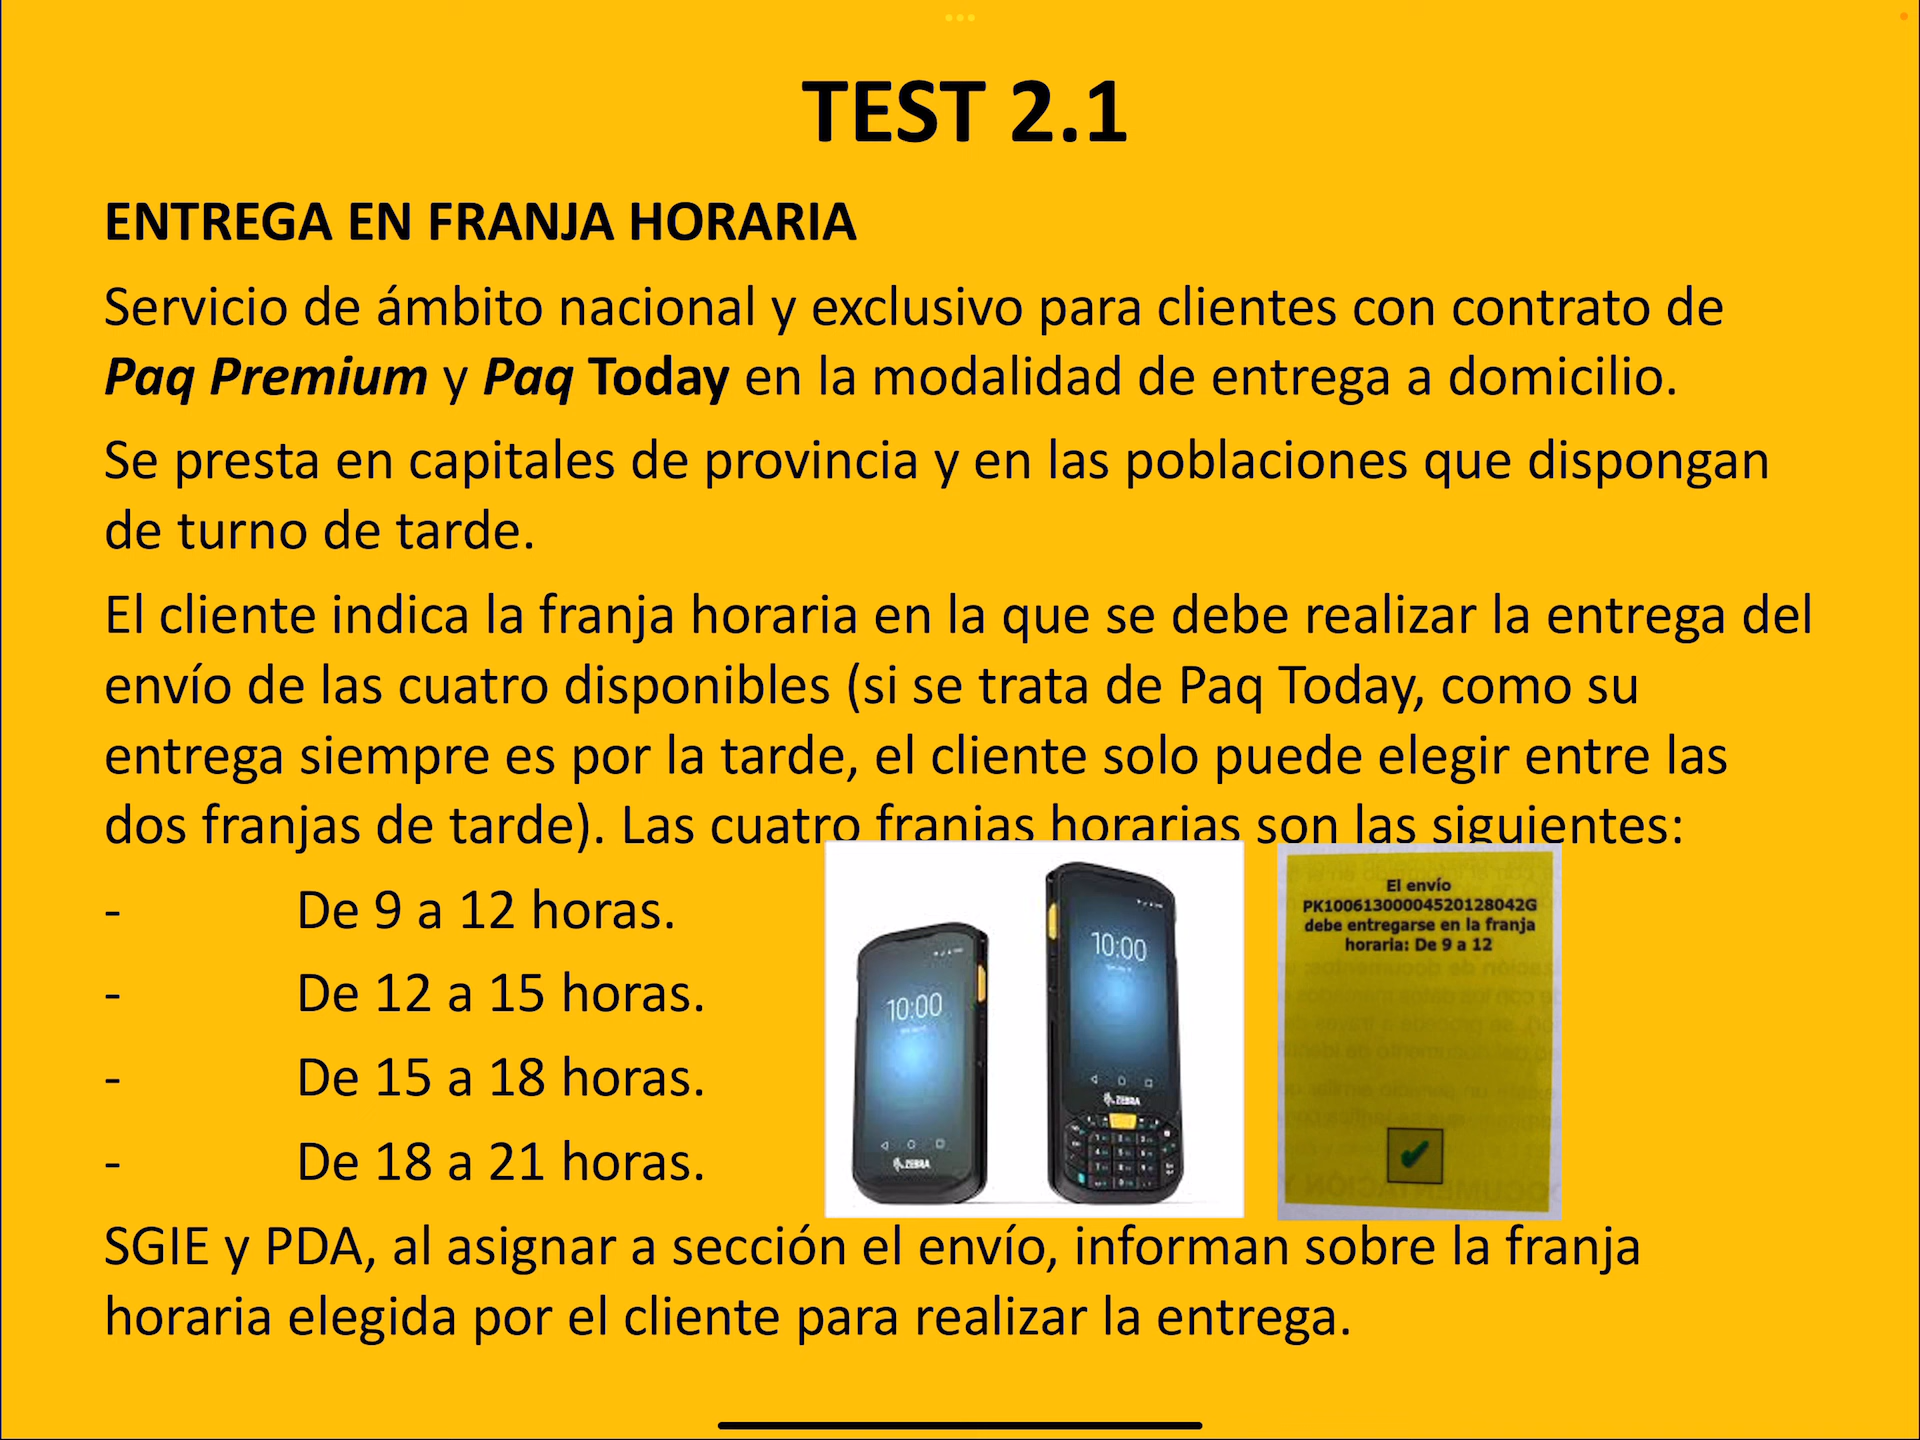 TEST 2.1
ENTREGA EN FRANJA HORARIA
Servicio de ámbito nacional y exclusivo para clientes con contrato de
Paq Premium y Paq Today en la modalidad de entrega a domicilio.
Se presta en capitales de provincia y en las poblaciones que dispongan
de turno de tarde.
El cliente indica la franja horaria en la que se debe realizar la entrega del
envío de las cuatro disponibles (si se trata de Paq Today, como su
entrega siempre es por la tarde, el cliente solo puede elegir entre las
dos franjas de tarde). Las cuatro franjas horarias son las siguientes:
- De 9 a 12 horas.
- De 12 a 15 horas.
- De 15 a 18 horas.
- De 18 a 21 horas.
10:00
ZEBRA
10:00
ZEBRA
El envío
PK10061300004520128042G
debe entregarse en la franja
horaria: De 9 a 12
SGIE y PDA, al asignar a sección el envío, informan sobre la franja
horaria elegida por el cliente para realizar la entrega.